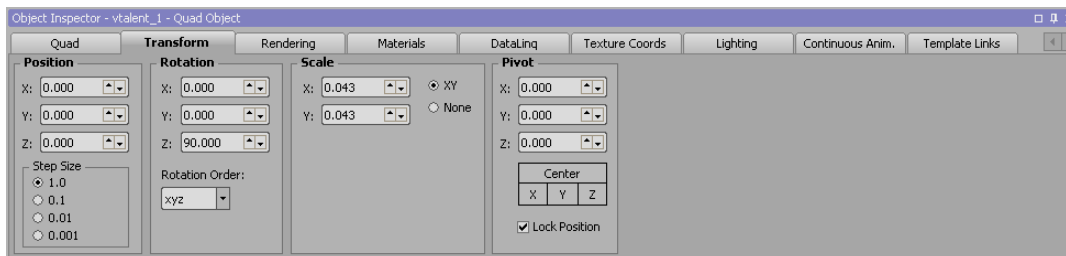 Object Inspector - vtalent_1 - Quad Object
Quad Transform Rendering Materials DataLinq Texture Coords Lighting Continuous Anim. Template Links
Position Rotation Scale Pivot
X: 0.000 X: 0.000 X: 0.043 XY X: 0.000
Y: 0.000 Y: 0.000 Y: 0.043 None Y: 0.000
Z: 0.000 Z: 90.000 Z: 0.000
Step Size Rotation Order: Center
1.0 xyz X Y Z
0.1
0.01 Lock Position
0.001